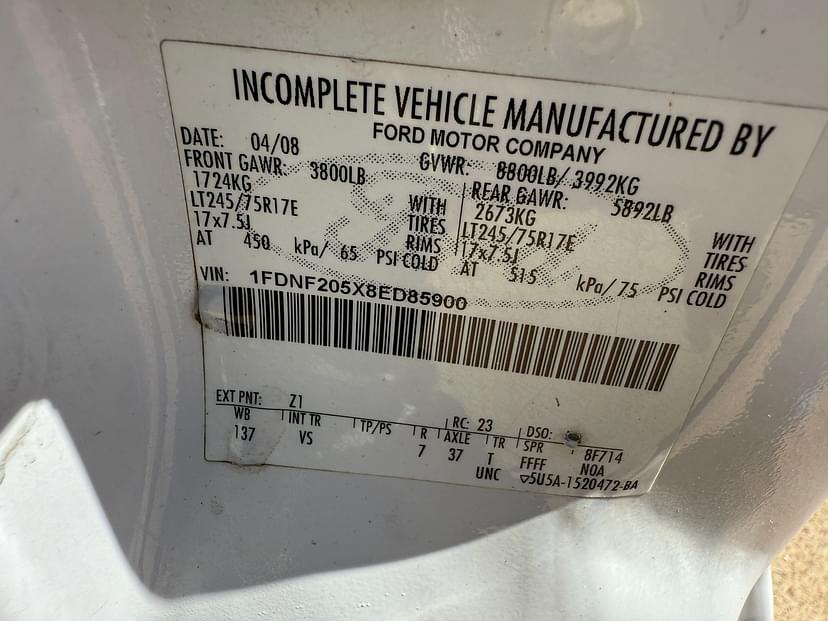 INCOMPLETE VEHICLE MANUFACTURED BY
FORD MOTOR COMPANY
DATE: 04/08 GVWR: 8800LB/ 3992KG
FRONT GAWR: 3800LB REAR GAWR: 5892LB
1724KG WITH 2673KG WITH
LT245/75R17E TIRES LT245/75R17E TIRES
17x7.5J RIMS 17x7.5J RIMS
AT 450 kPa/ 65 PSI COLD AT 515 kPa/ 75 PSI COLD
VIN: 1FDNF205X8ED85900
EXT PNT: Z1 RC: 23 DSO:
WB INT TR TP/PS R AXLE TR SPR 8F714
137 VS 7 37 T FFFF N0A
UNC ▽5U5A-1520472-BA